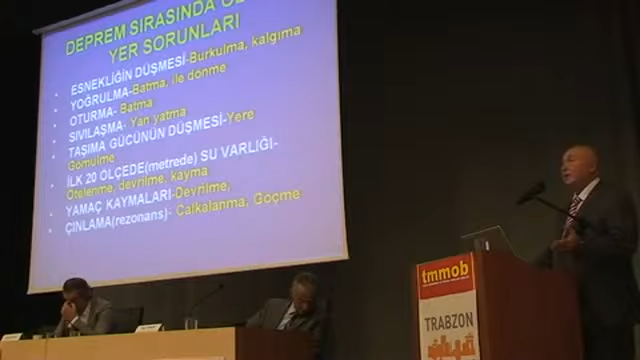 DEPREM SIRASINDA
YER SORUNLARI
ESNEKLİĞİN DÜŞMESİ-Burkulma, kalgıma
YOĞRULMA-Batma, ile dönme
OTURMA- Batma
SIVILAŞMA- Yan yatma
TAŞIMA GÜCÜNÜN DÜŞMESİ-Yere
Gömülme
İLK 20 ÖLÇEDE(metrede) SU VARLIĞI-
Ötelenme, devrilme, kayma
YAMAÇ KAYMALARI-Devrilme,
ÇINLAMA(rezonans)- Çalkalanma, Göçme
tmmob
TRABZON